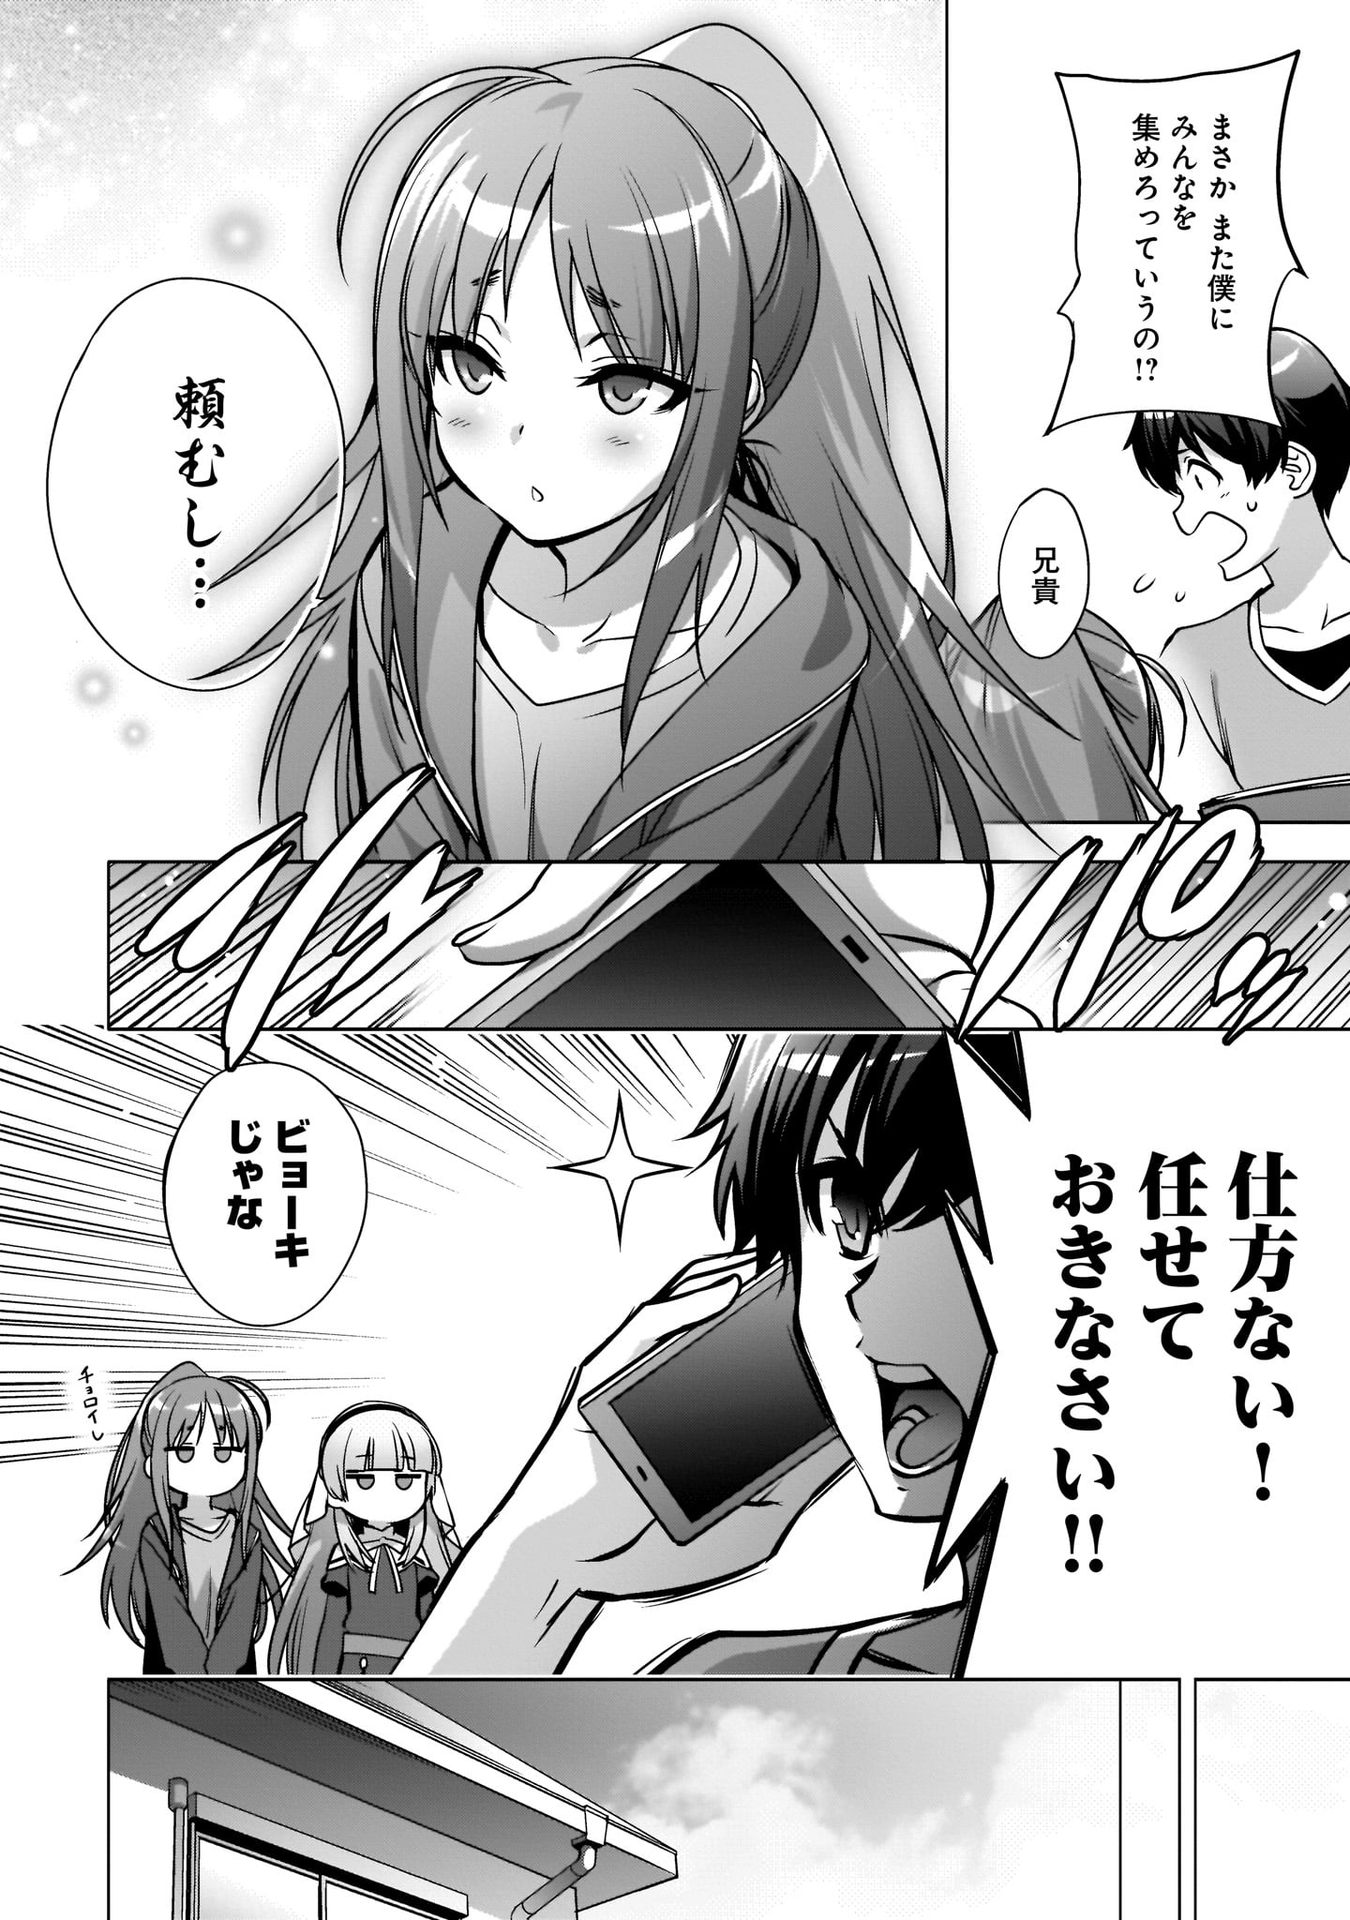 まさか また僕に
みんなを
集めろっていうの!?
兄貴
頼むし…
パッ
仕方ない!
任せて
おきなさい!!
ビョーキ
じゃな
チョロイし